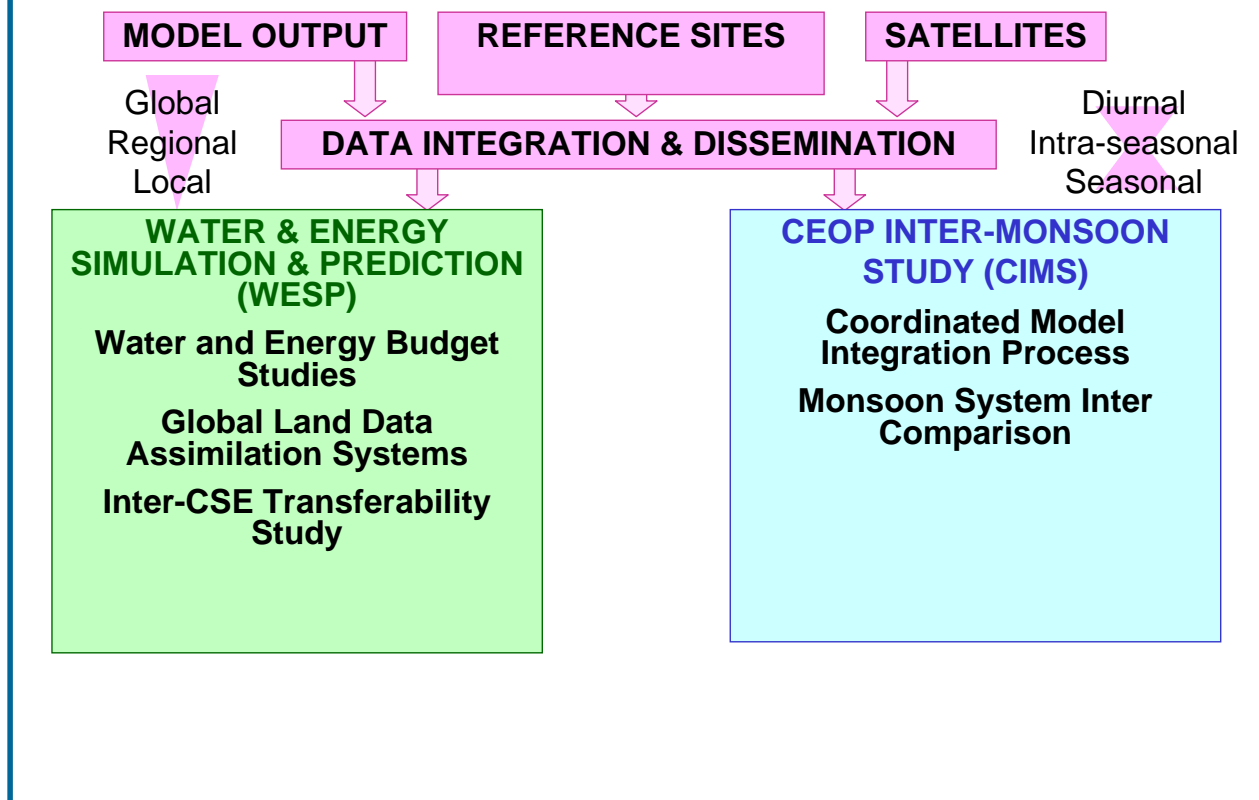 MODEL OUTPUT
REFERENCE SITES
SATELLITES
Global
Regional
Local
DATA INTEGRATION & DISSEMINATION
Diurnal
Intra-seasonal
Seasonal
WATER & ENERGY
SIMULATION & PREDICTION
(WESP)
Water and Energy Budget
Studies
Global Land Data
Assimilation Systems
Inter-CSE Transferability
Study
CEOP INTER-MONSOON
STUDY (CIMS)
Coordinated Model
Integration Process
Monsoon System Inter
Comparison